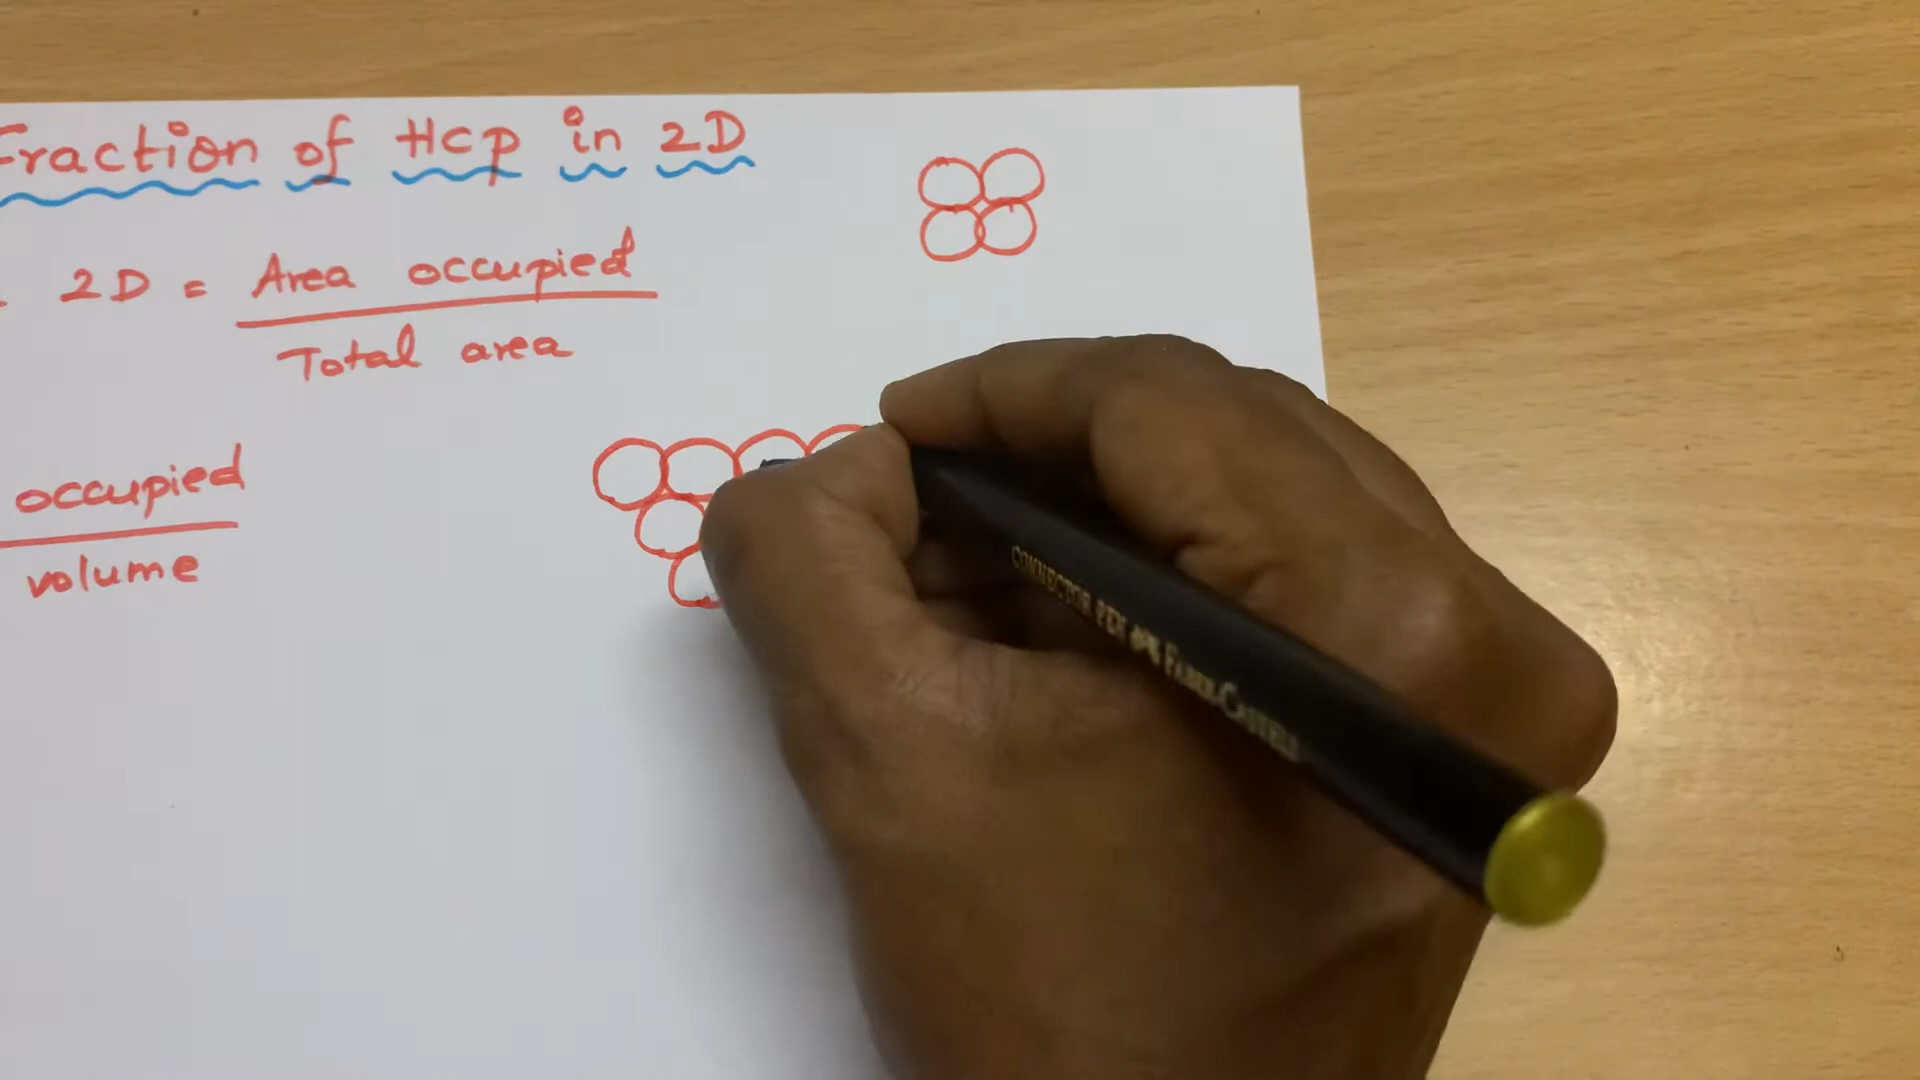 Fraction of Hcp in 2D
2D = Area occupied
Total area
occupied
volume
CONNECTOR PEN FABER-CASTELL